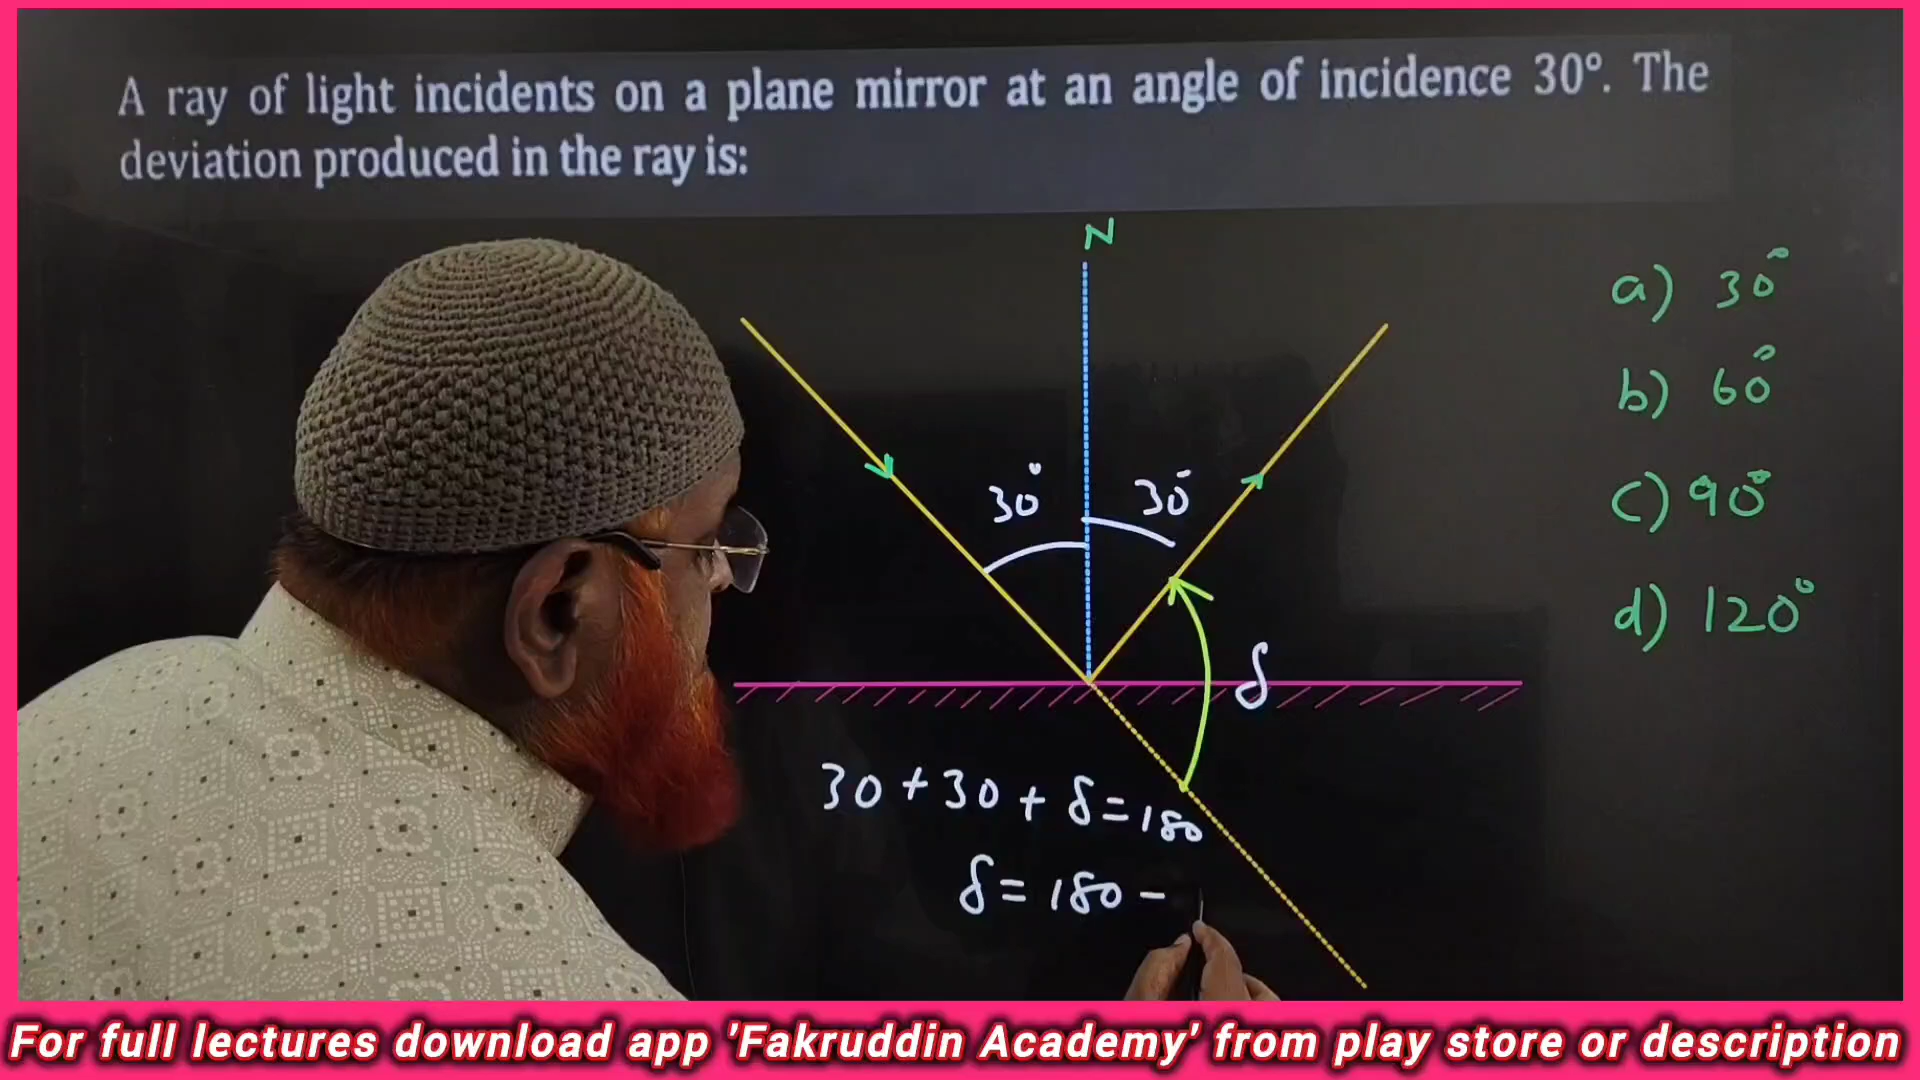 A ray of light incidents on a plane mirror at an angle of incidence 30°. The
deviation produced in the ray is:
N
a) 30°
b) 60°
c) 90°
d) 120°
30° 30°
δ
30 + 30 + δ = 180
δ = 180 -
For full lectures download app 'Fakruddin Academy' from play store or description